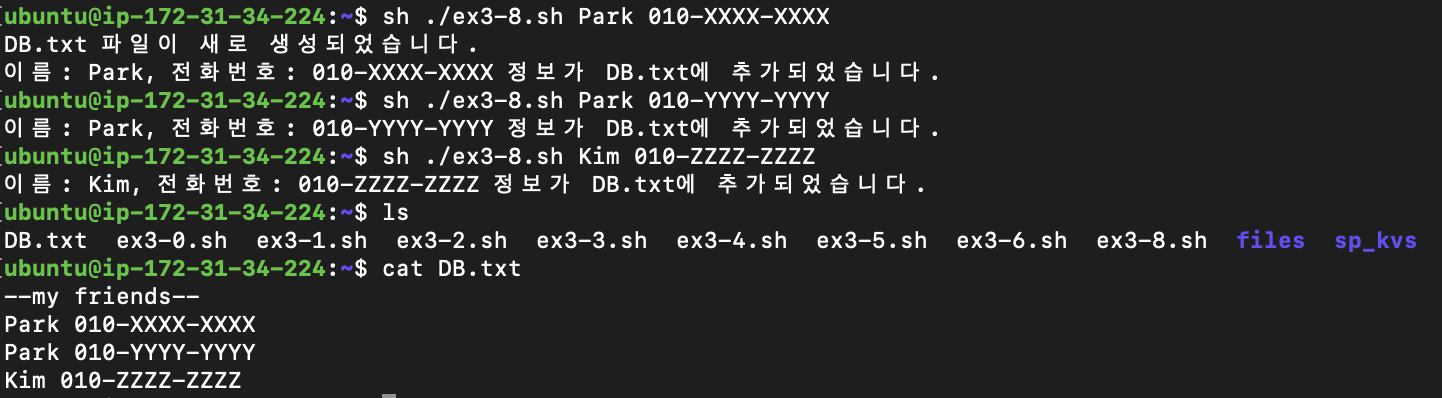 ubuntu@ip-172-31-34-224:~$ sh ./ex3-8.sh Park 010-XXXX-XXXX
DB.txt 파일이 새로 생성되었습니다.
이름: Park, 전화번호: 010-XXXX-XXXX 정보가 DB.txt에 추가되었습니다.
ubuntu@ip-172-31-34-224:~$ sh ./ex3-8.sh Park 010-YYYY-YYYY
이름: Park, 전화번호: 010-YYYY-YYYY 정보가 DB.txt에 추가되었습니다.
ubuntu@ip-172-31-34-224:~$ sh ./ex3-8.sh Kim 010-ZZZZ-ZZZZ
이름: Kim, 전화번호: 010-ZZZZ-ZZZZ 정보가 DB.txt에 추가되었습니다.
ubuntu@ip-172-31-34-224:~$ ls
DB.txt ex3-0.sh ex3-1.sh ex3-2.sh ex3-3.sh ex3-4.sh ex3-5.sh ex3-6.sh ex3-8.sh files sp_kvs
ubuntu@ip-172-31-34-224:~$ cat DB.txt
--my friends--
Park 010-XXXX-XXXX
Park 010-YYYY-YYYY
Kim 010-ZZZZ-ZZZZ